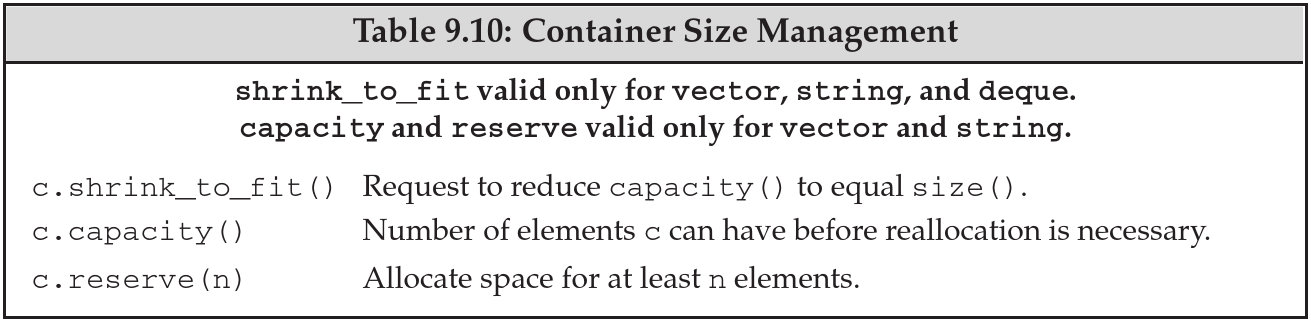 Table 9.10: Container Size Management
shrink_to_fit valid only for vector, string, and deque.
capacity and reserve valid only for vector and string.
c.shrink_to_fit() Request to reduce capacity() to equal size().
c.capacity() Number of elements c can have before reallocation is necessary.
c.reserve(n) Allocate space for at least n elements.